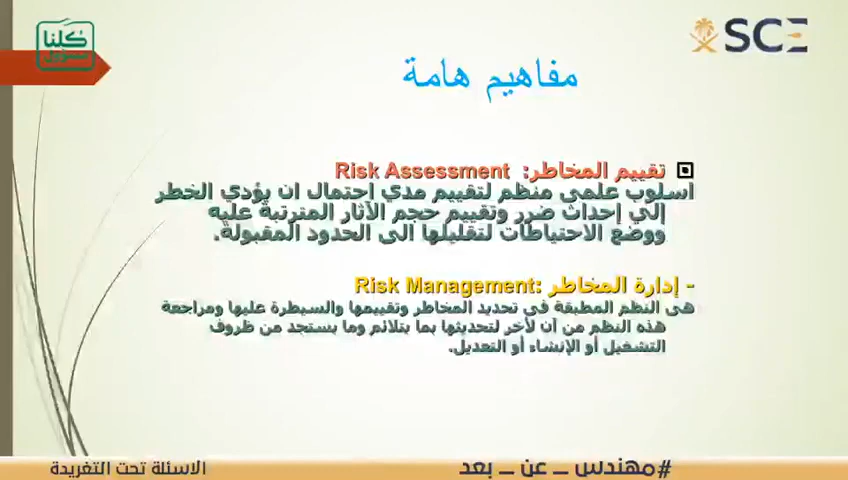 كلنا
مسؤول
SCE
مفاهيم هامة
تقييم المخاطر: Risk Assessment
اسلوب علمى منظم لتقييم مدي إحتمال ان يؤدي الخطر
إلي إحداث ضرر وتقييم حجم الآثار المترتبة عليه
ووضع الاحتياطات لتقليلها الى الحدود المقبولة.
- إدارة المخاطر :Risk Management
هى النظم المطبقة فى تحديد المخاطر وتقييمها والسيطرة عليها ومراجعة
هذه النظم من آن لآخر لتحديثها بما يتلائم وما يستجد من ظروف
التشغيل أو الإنشاء أو التعديل.
#مهندس _ عن _ بعد
الاسئلة تحت التغريدة